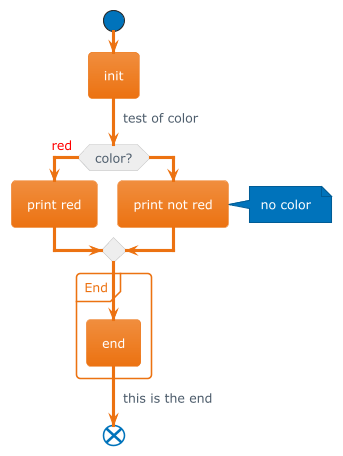 init
test of color
red
color?
print red
print not red
no color
End
end
this is the end